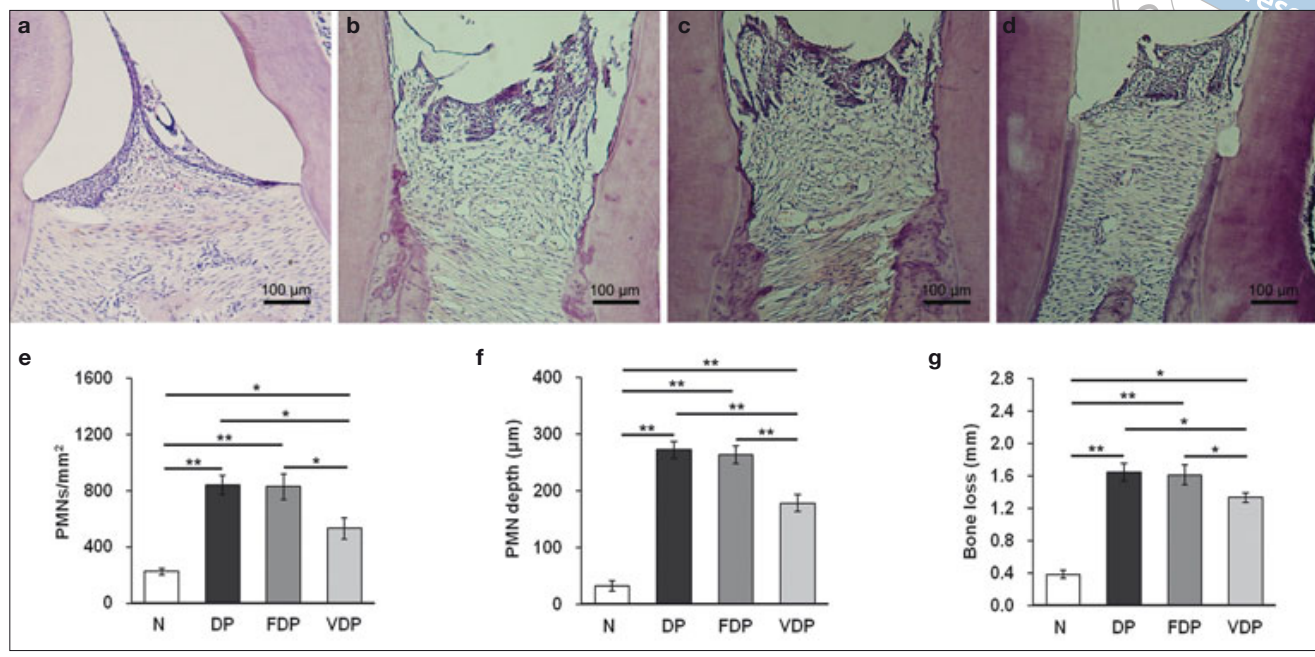 a b c d
100 µm 100 µm 100 µm 100 µm
e f g
1600 400 2.8
* ** *
2.4
* ** **
1200 300 2.0
** ** *
** * ** ** ** *
1.6
800 200 1.2
0.8
400 100 0.4
0 0 0.0
PMNs/mm² PMN depth (µm) Bone loss (mm)
N DP FDP VDP N DP FDP VDP N DP FDP VDP